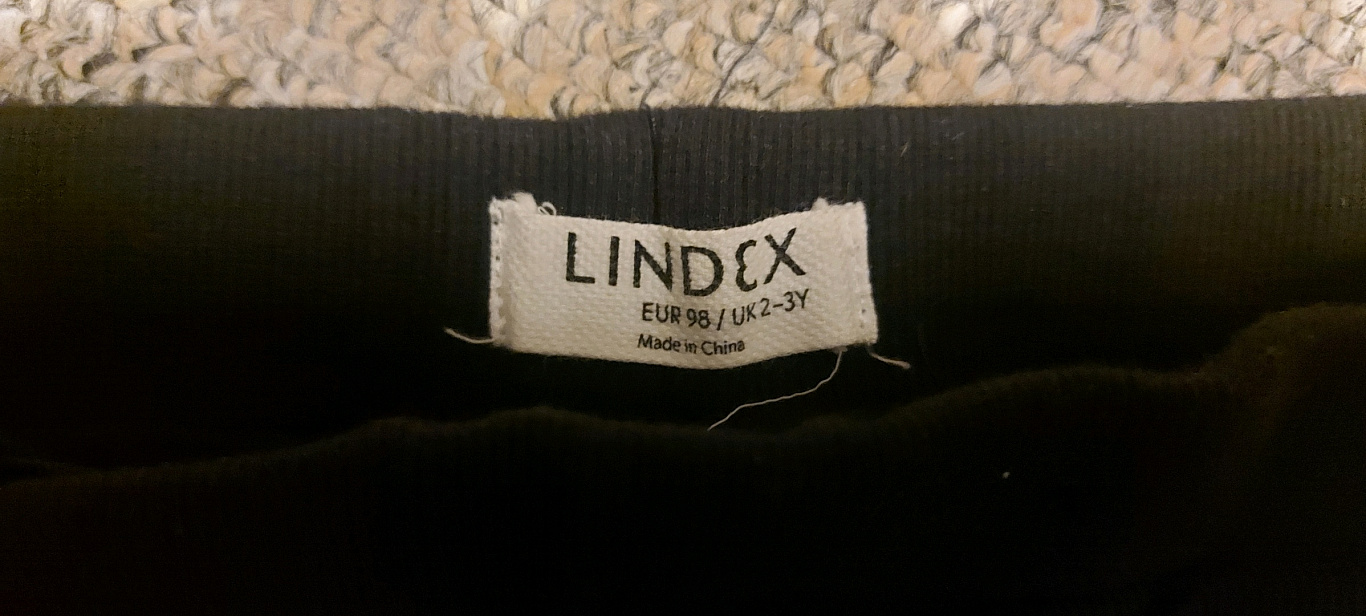 LINDEX
EUR 98 / UK 2-3Y
Made in China